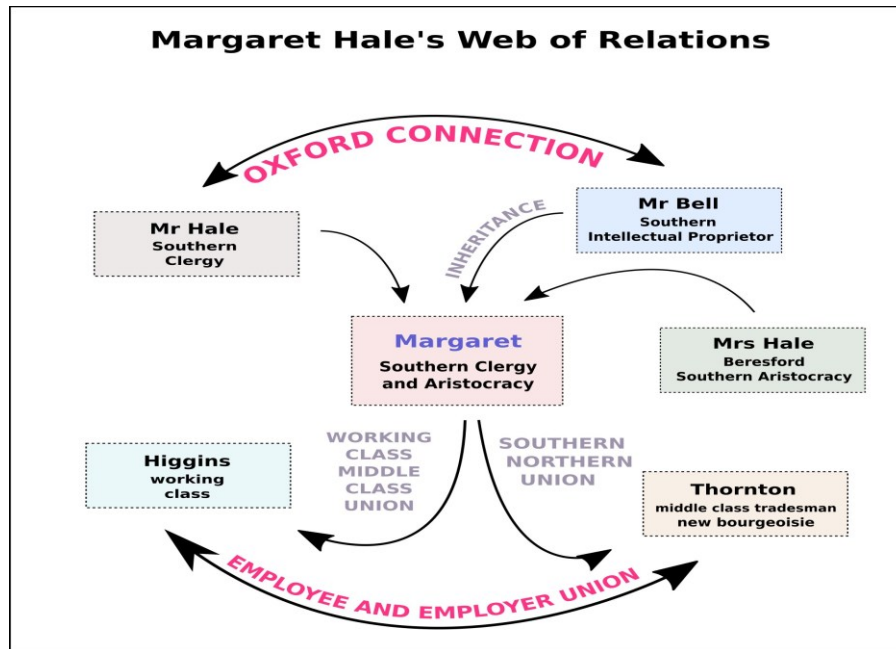 Margaret Hale's Web of Relations
OXFORD CONNECTION
Mr Hale
Southern
Clergy
INHERITANCE
Mr Bell
Southern
Intellectual Proprietor
Margaret
Southern Clergy
and Aristocracy
Mrs Hale
Beresford
Southern Aristocracy
Higgins
working
class
WORKING
CLASS
MIDDLE
CLASS
UNION
SOUTHERN
NORTHERN
UNION
Thornton
middle class tradesman
new bourgeoisie
EMPLOYEE AND EMPLOYER UNION